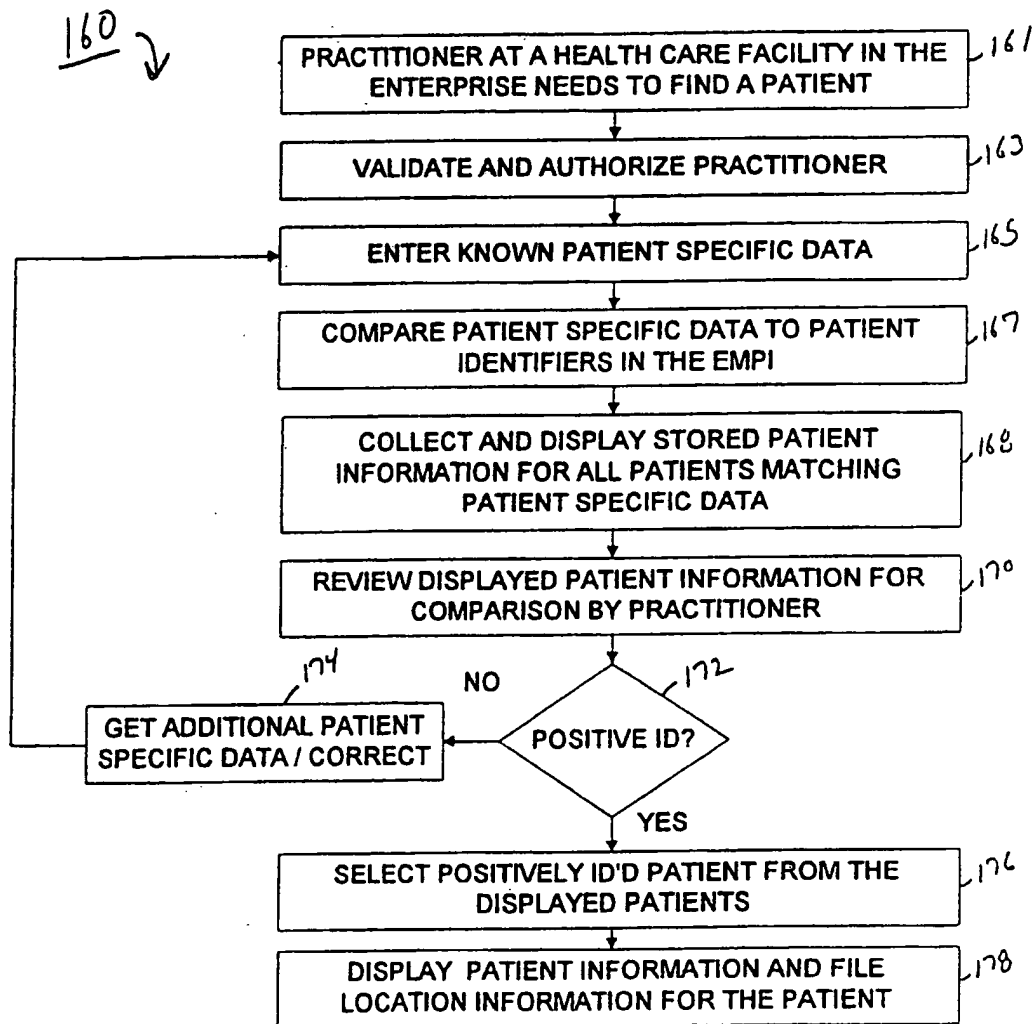 160
PRACTITIONER AT A HEALTH CARE FACILITY IN THE
ENTERPRISE NEEDS TO FIND A PATIENT
161
VALIDATE AND AUTHORIZE PRACTITIONER
163
ENTER KNOWN PATIENT SPECIFIC DATA
165
COMPARE PATIENT SPECIFIC DATA TO PATIENT
IDENTIFIERS IN THE EMPI
167
COLLECT AND DISPLAY STORED PATIENT
INFORMATION FOR ALL PATIENTS MATCHING
PATIENT SPECIFIC DATA
168
REVIEW DISPLAYED PATIENT INFORMATION FOR
COMPARISON BY PRACTITIONER
170
174
NO
172
GET ADDITIONAL PATIENT
SPECIFIC DATA / CORRECT
POSITIVE ID?
YES
SELECT POSITIVELY ID'D PATIENT FROM THE
DISPLAYED PATIENTS
176
DISPLAY PATIENT INFORMATION AND FILE
LOCATION INFORMATION FOR THE PATIENT
178